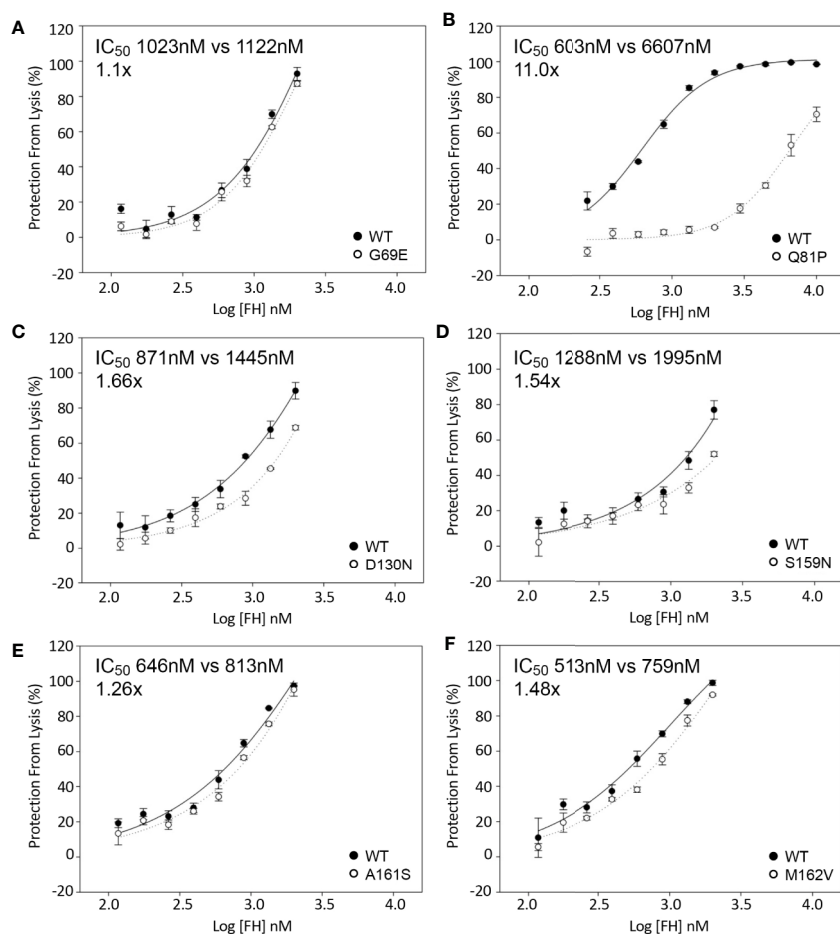 A
IC50 1023nM vs 1122nM
1.1x
120
100
80
60
40
20
0
-20
Protection From Lysis (%)
WT
G69E
2.0
2.5
3.0
3.5
4.0
Log [FH] nM
B
IC50 603nM vs 6607nM
11.0x
120
100
80
60
40
20
0
-20
Protection From Lysis (%)
WT
Q81P
2.0
2.5
3.0
3.5
4.0
Log [FH] nM
C
IC50 871nM vs 1445nM
1.66x
120
100
80
60
40
20
0
-20
Protection From Lysis (%)
WT
D130N
2.0
2.5
3.0
3.5
4.0
Log [FH] nM
D
IC50 1288nM vs 1995nM
1.54x
120
100
80
60
40
20
0
-20
Protection From Lysis (%)
WT
S159N
2.0
2.5
3.0
3.5
4.0
Log [FH] nM
E
IC50 646nM vs 813nM
1.26x
120
100
80
60
40
20
0
-20
Protection From Lysis (%)
WT
A161S
2.0
2.5
3.0
3.5
4.0
Log [FH] nM
F
IC50 513nM vs 759nM
1.48x
120
100
80
60
40
20
0
-20
Protection From Lysis (%)
WT
M162V
2.0
2.5
3.0
3.5
4.0
Log [FH] nM